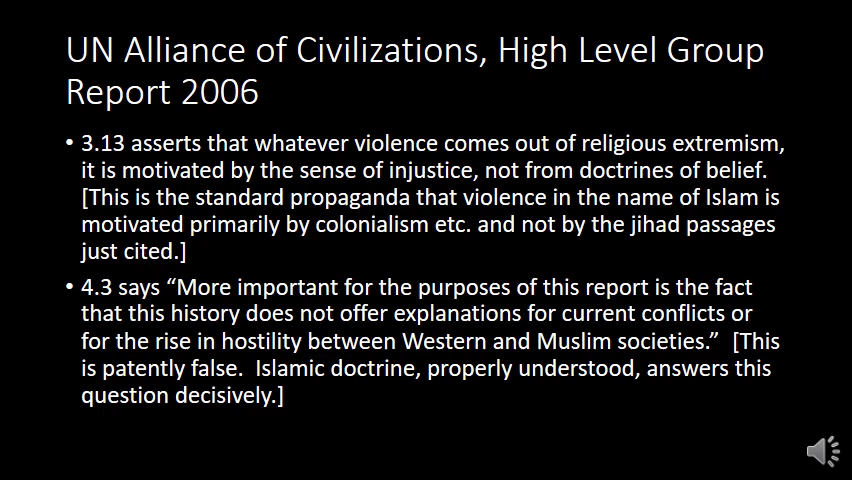 UN Alliance of Civilizations, High Level Group
Report 2006
• 3.13 asserts that whatever violence comes out of religious extremism,
it is motivated by the sense of injustice, not from doctrines of belief.
[This is the standard propaganda that violence in the name of Islam is
motivated primarily by colonialism etc. and not by the jihad passages
just cited.]
• 4.3 says “More important for the purposes of this report is the fact
that this history does not offer explanations for current conflicts or
for the rise in hostility between Western and Muslim societies.”  [This
is patently false.  Islamic doctrine, properly understood, answers this
question decisively.]